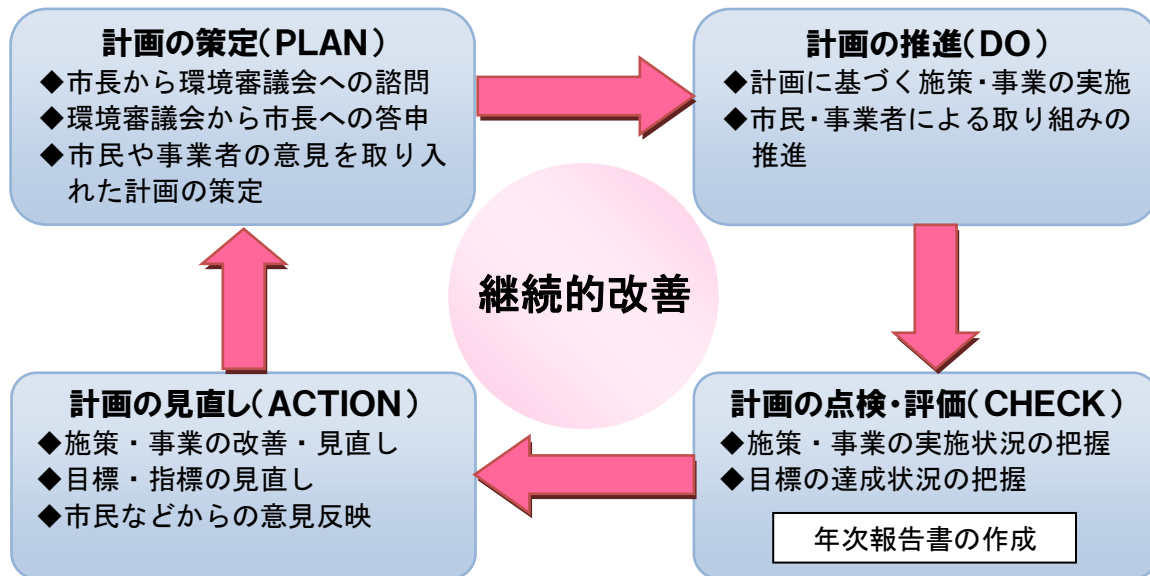 計画の策定(PLAN)
◆市長から環境審議会への諮問
◆環境審議会から市長への答申
◆市民や事業者の意見を取り入
れた計画の策定
計画の推進(DO)
◆計画に基づく施策・事業の実施
◆市民・事業者による取り組みの
推進
継続的改善
計画の見直し(ACTION)
◆施策・事業の改善・見直し
◆目標・指標の見直し
◆市民などからの意見反映
計画の点検・評価(CHECK)
◆施策・事業の実施状況の把握
◆目標の達成状況の把握
年次報告書の作成